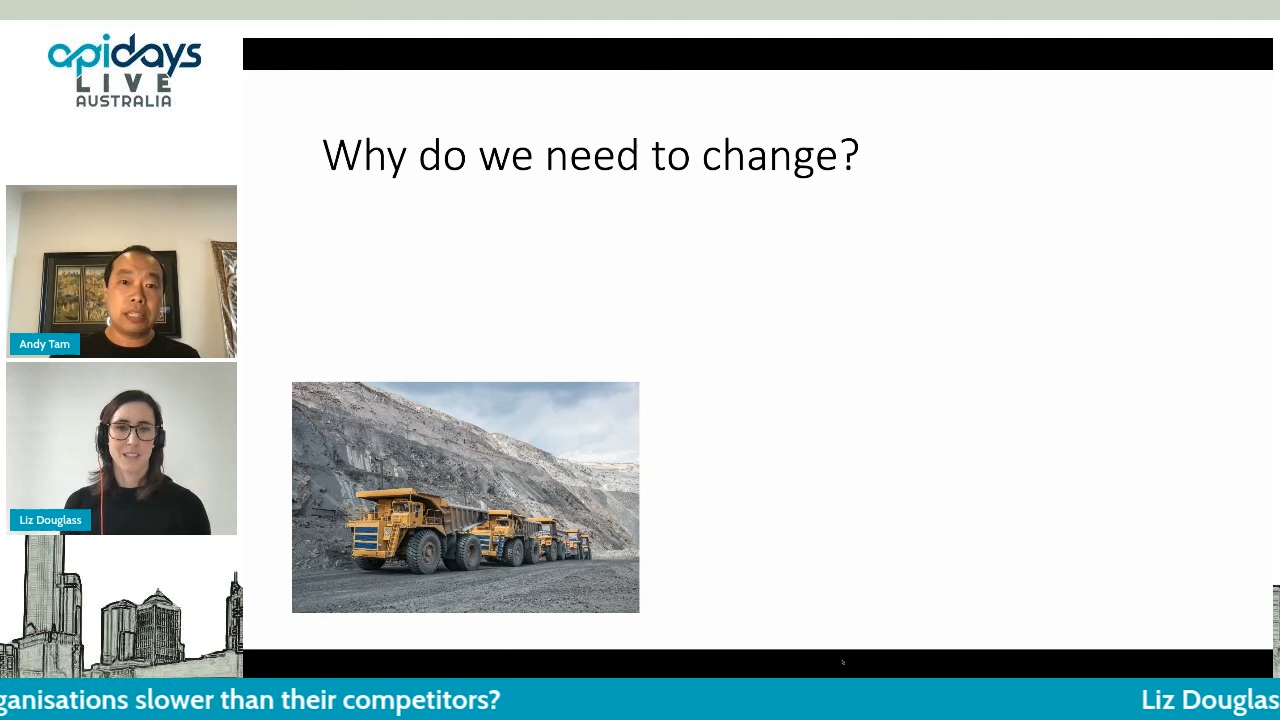 apidays
LIVE
AUSTRALIA
Why do we need to change?
Andy Tam
Liz Douglass
ganisations slower than their competitors?
Liz Douglas